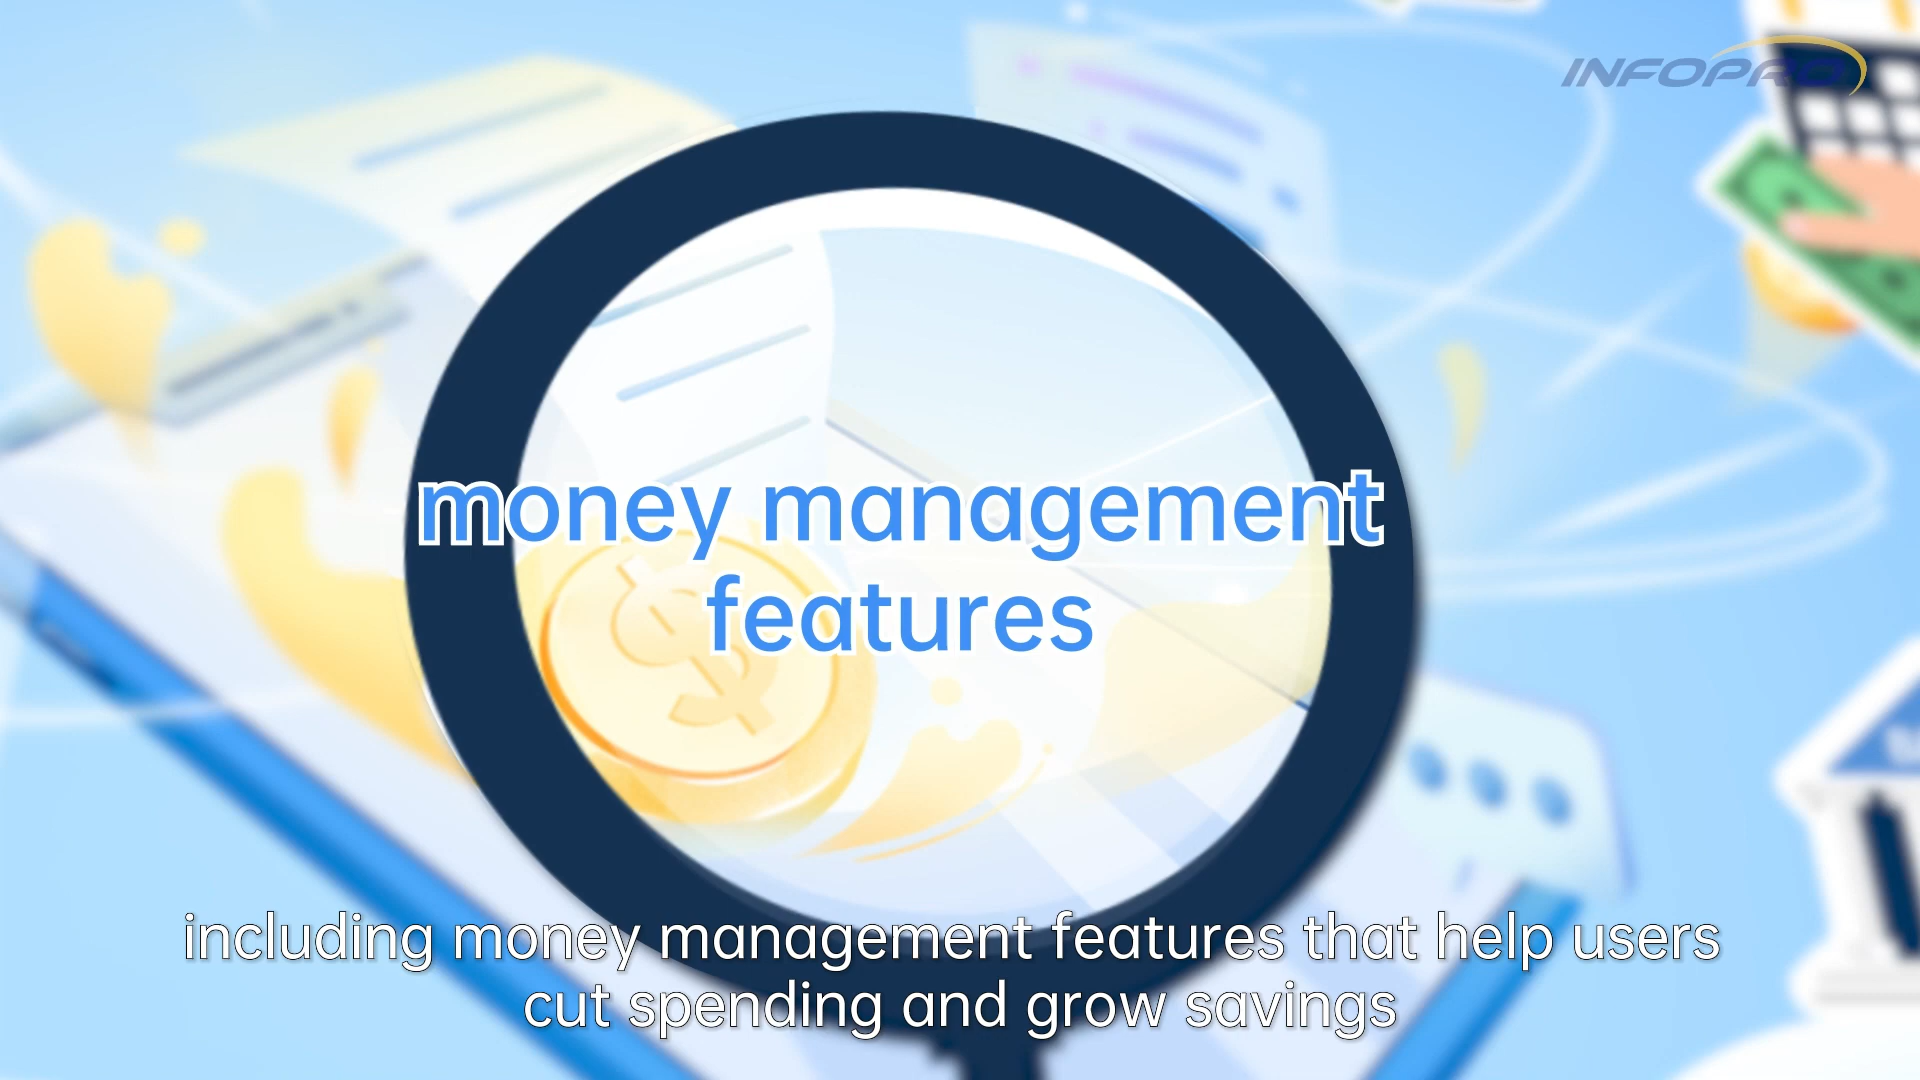 INFOPRO
money management
features
including money management features that help users
cut spending and grow savings